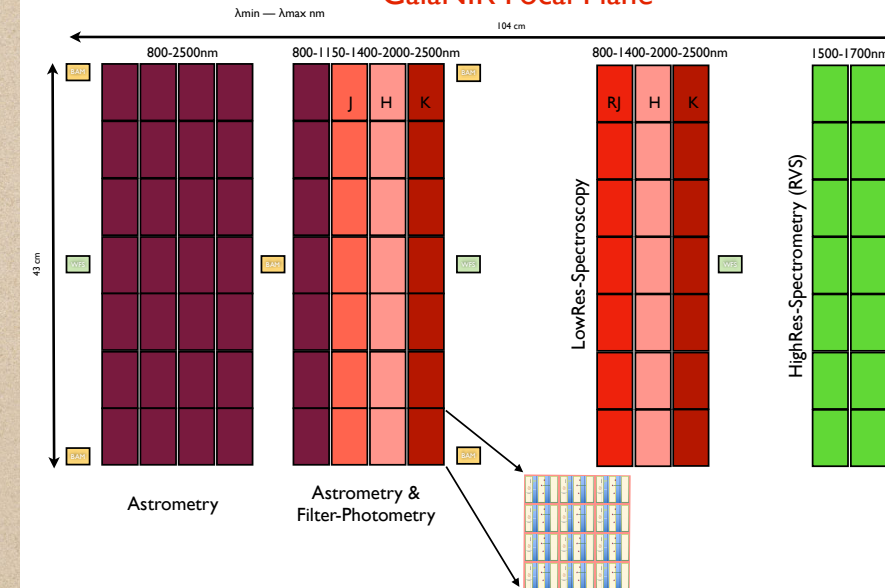 GaiaNIR Focal Plane
λmin — λmax nm
104 cm
800-2500nm
800-1150-1400-2000-2500nm
800-1400-2000-2500nm
1500-1700nm
BAM
BAM
J
H
K
RJ
H
K
43 cm
LowRes-Spectroscopy
HighRes-Spectrometry (RVS)
WFS
BAM
WFS
WFS
BAM
BAM
Astrometry
Astrometry &
Filter-Photometry